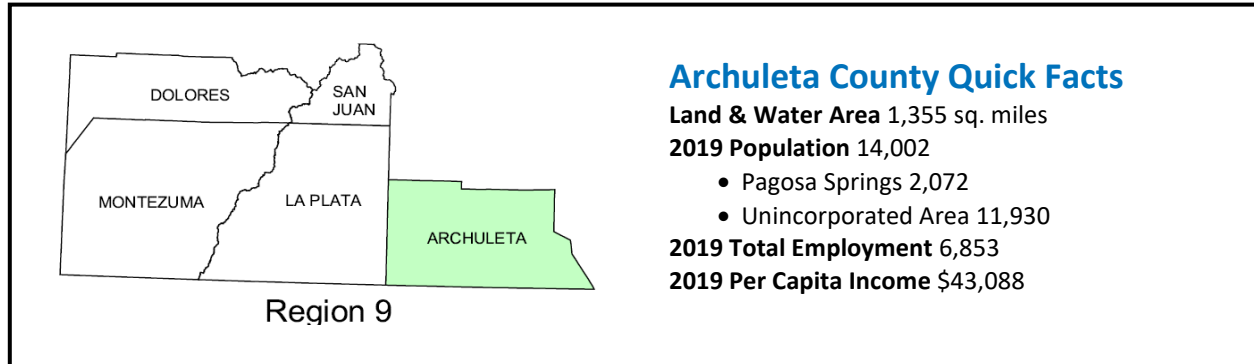 DOLORES
SAN
JUAN
MONTEZUMA
LA PLATA
ARCHULETA
Region 9
Archuleta County Quick Facts
Land & Water Area 1,355 sq. miles
2019 Population 14,002
• Pagosa Springs 2,072
• Unincorporated Area 11,930
2019 Total Employment 6,853
2019 Per Capita Income $43,088